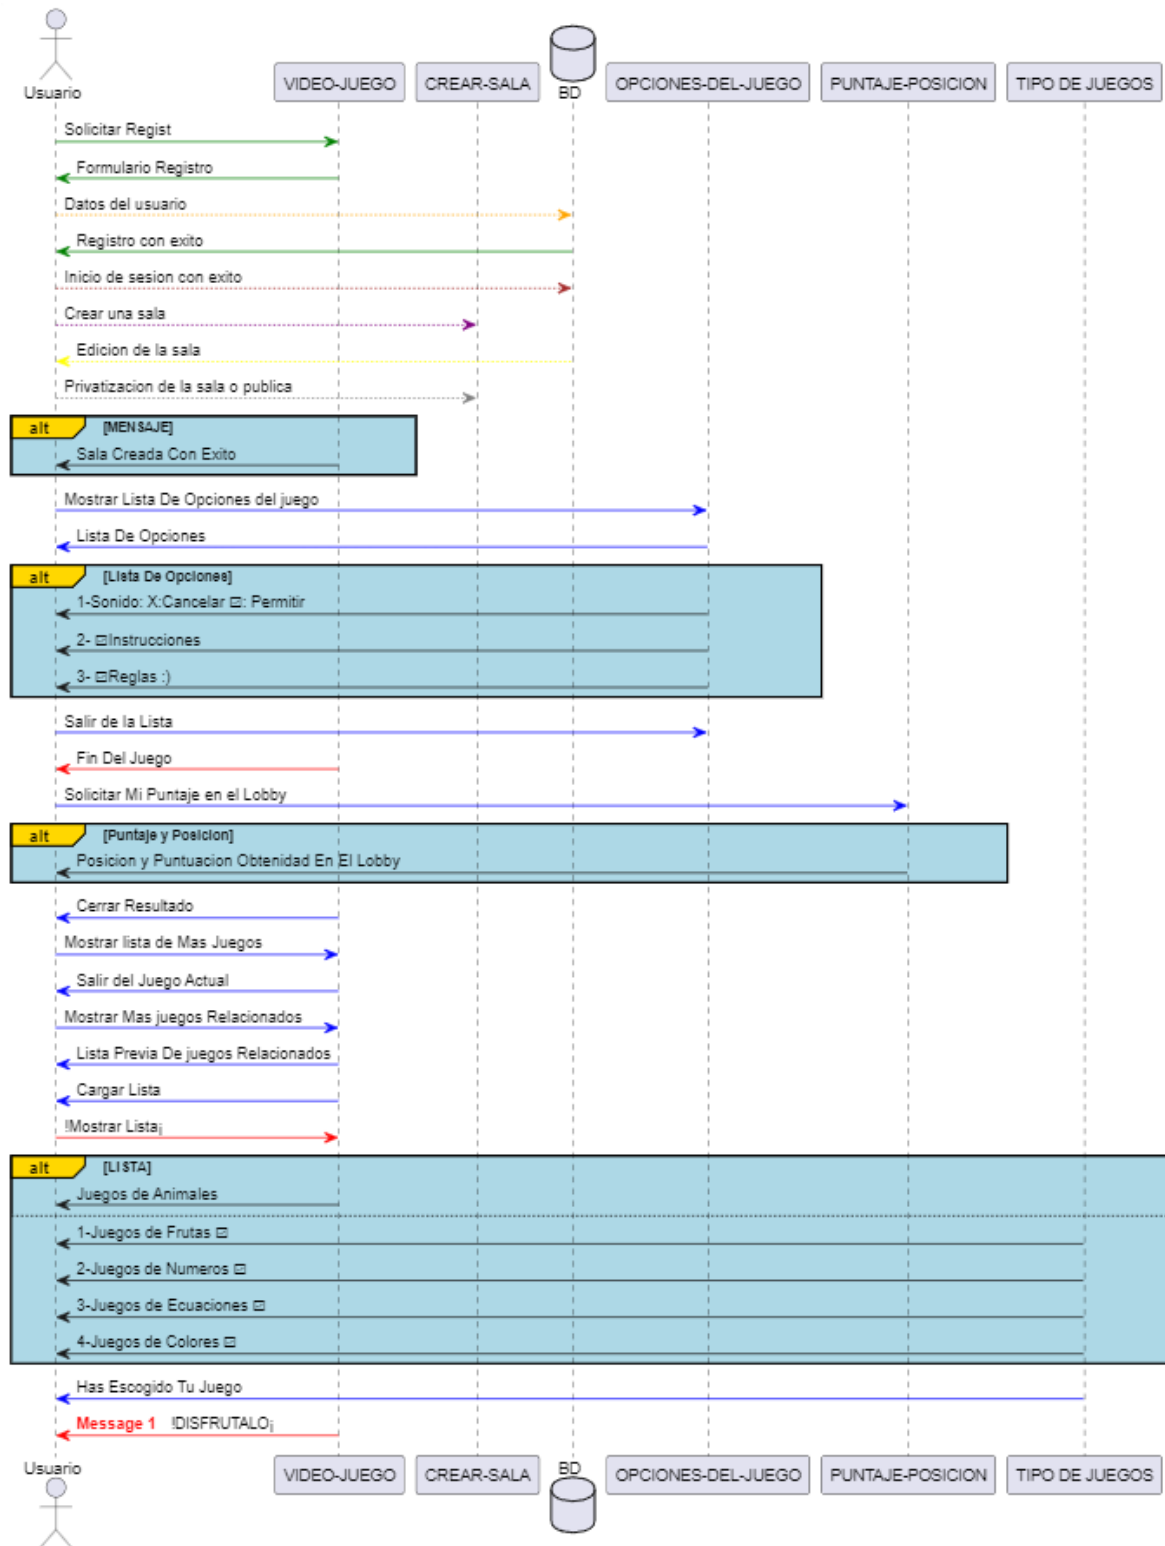 Usuario
VIDEO-JUEGO
CREAR-SALA
BD
OPCIONES-DEL-JUEGO
PUNTAJE-POSICION
TIPO DE JUEGOS
Solicitar Regist
Formulario Registro
Datos del usuario
Registro con exito
Inicio de sesion con exito
Crear una sala
Edicion de la sala
Privatizacion de la sala o publica
alt [MENSAJE]
Sala Creada Con Exito
Mostrar Lista De Opciones del juego
Lista De Opciones
alt [Lista De Opciones]
1-Sonido: X:Cancelar ☑: Permitir
2- ☑Instrucciones
3- ☑Reglas :)
Salir de la Lista
Fin Del Juego
Solicitar Mi Puntaje en el Lobby
alt [Puntaje y Posicion]
Posicion y Puntuacion Obtenidad En El Lobby
Cerrar Resultado
Mostrar lista de Mas Juegos
Salir del Juego Actual
Mostrar Mas juegos Relacionados
Lista Previa De juegos Relacionados
Cargar Lista
!Mostrar Lista¡
alt [LISTA]
Juegos de Animales
1-Juegos de Frutas ☑
2-Juegos de Numeros ☑
3-Juegos de Ecuaciones ☑
4-Juegos de Colores ☑
Has Escogido Tu Juego
Message 1 !DISFRUTALO¡
Usuario
VIDEO-JUEGO
CREAR-SALA
BD
OPCIONES-DEL-JUEGO
PUNTAJE-POSICION
TIPO DE JUEGOS